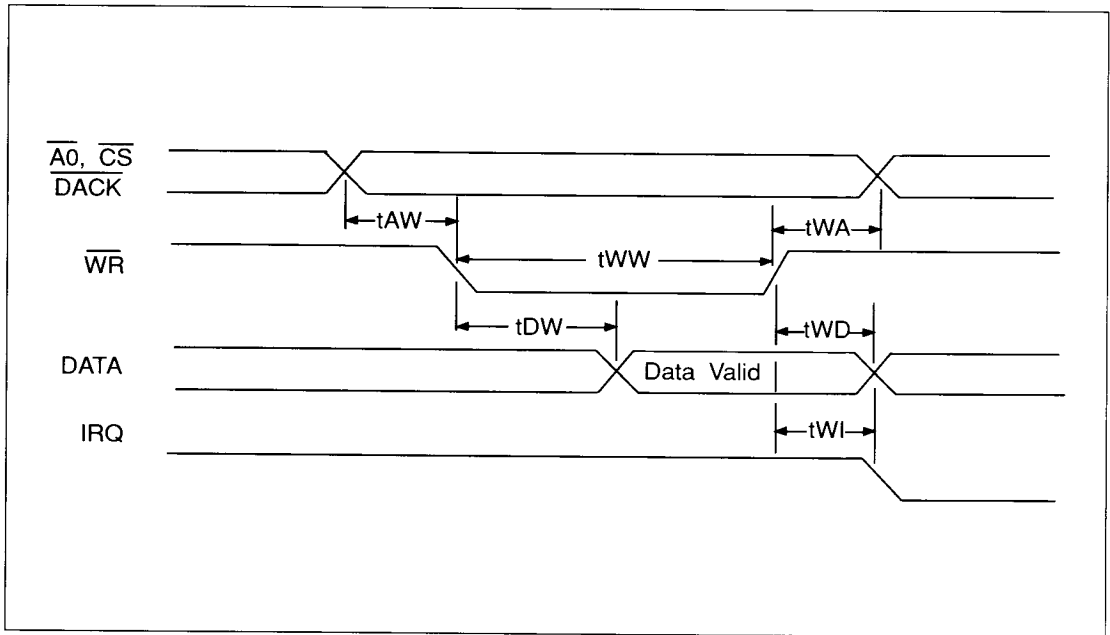 A0, CS
DACK
tAW
tWA
WR
tWW
tDW
tWD
DATA
Data Valid
IRQ
tWI